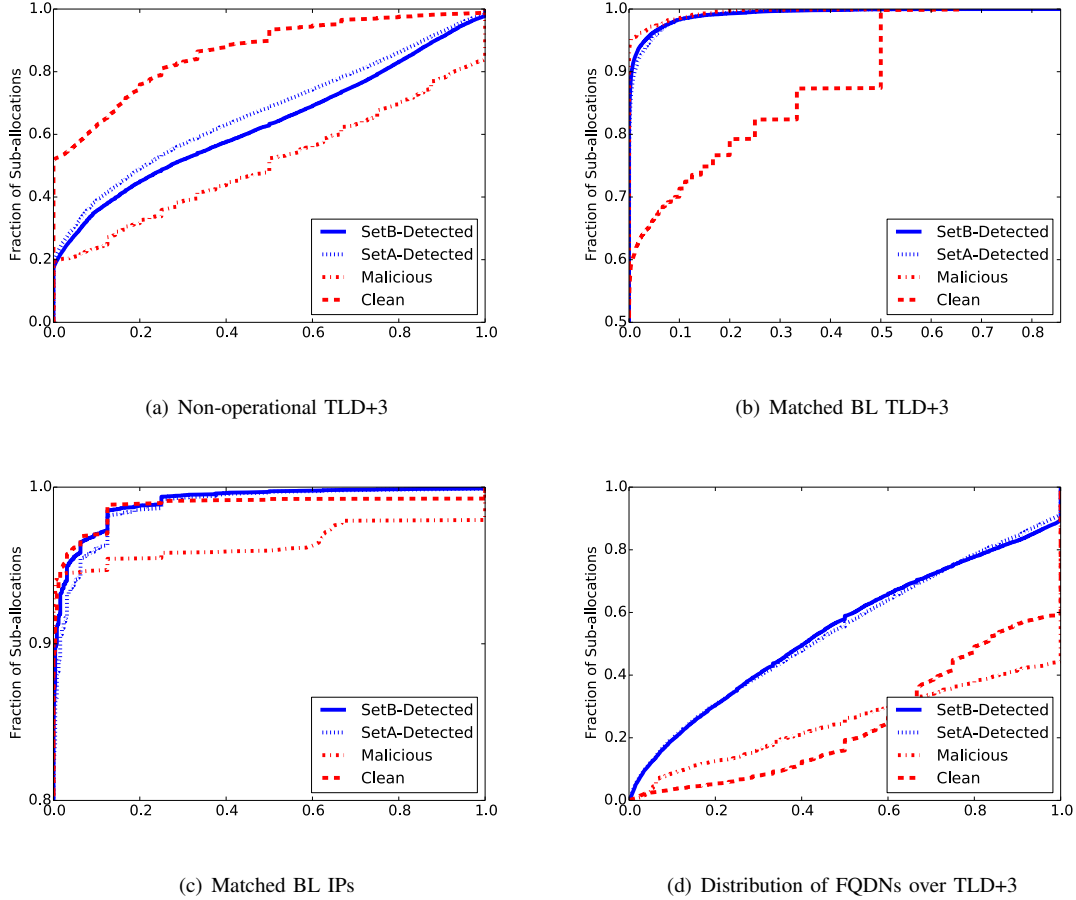 Fraction of Sub-allocations
1.0
0.8
0.6
0.4
0.2
0.0
0.0 0.2 0.4 0.6 0.8 1.0
SetB-Detected
SetA-Detected
Malicious
Clean
(a) Non-operational TLD+3
Fraction of Sub-allocations
1.0
0.9
0.8
0.7
0.6
0.5
0.0 0.1 0.2 0.3 0.4 0.5 0.6 0.7 0.8
SetB-Detected
SetA-Detected
Malicious
Clean
(b) Matched BL TLD+3
Fraction of Sub-allocations
1.0
0.9
0.8
0.0 0.2 0.4 0.6 0.8 1.0
SetB-Detected
SetA-Detected
Malicious
Clean
(c) Matched BL IPs
Fraction of Sub-allocations
1.0
0.8
0.6
0.4
0.2
0.0
0.0 0.2 0.4 0.6 0.8 1.0
SetB-Detected
SetA-Detected
Malicious
Clean
(d) Distribution of FQDNs over TLD+3